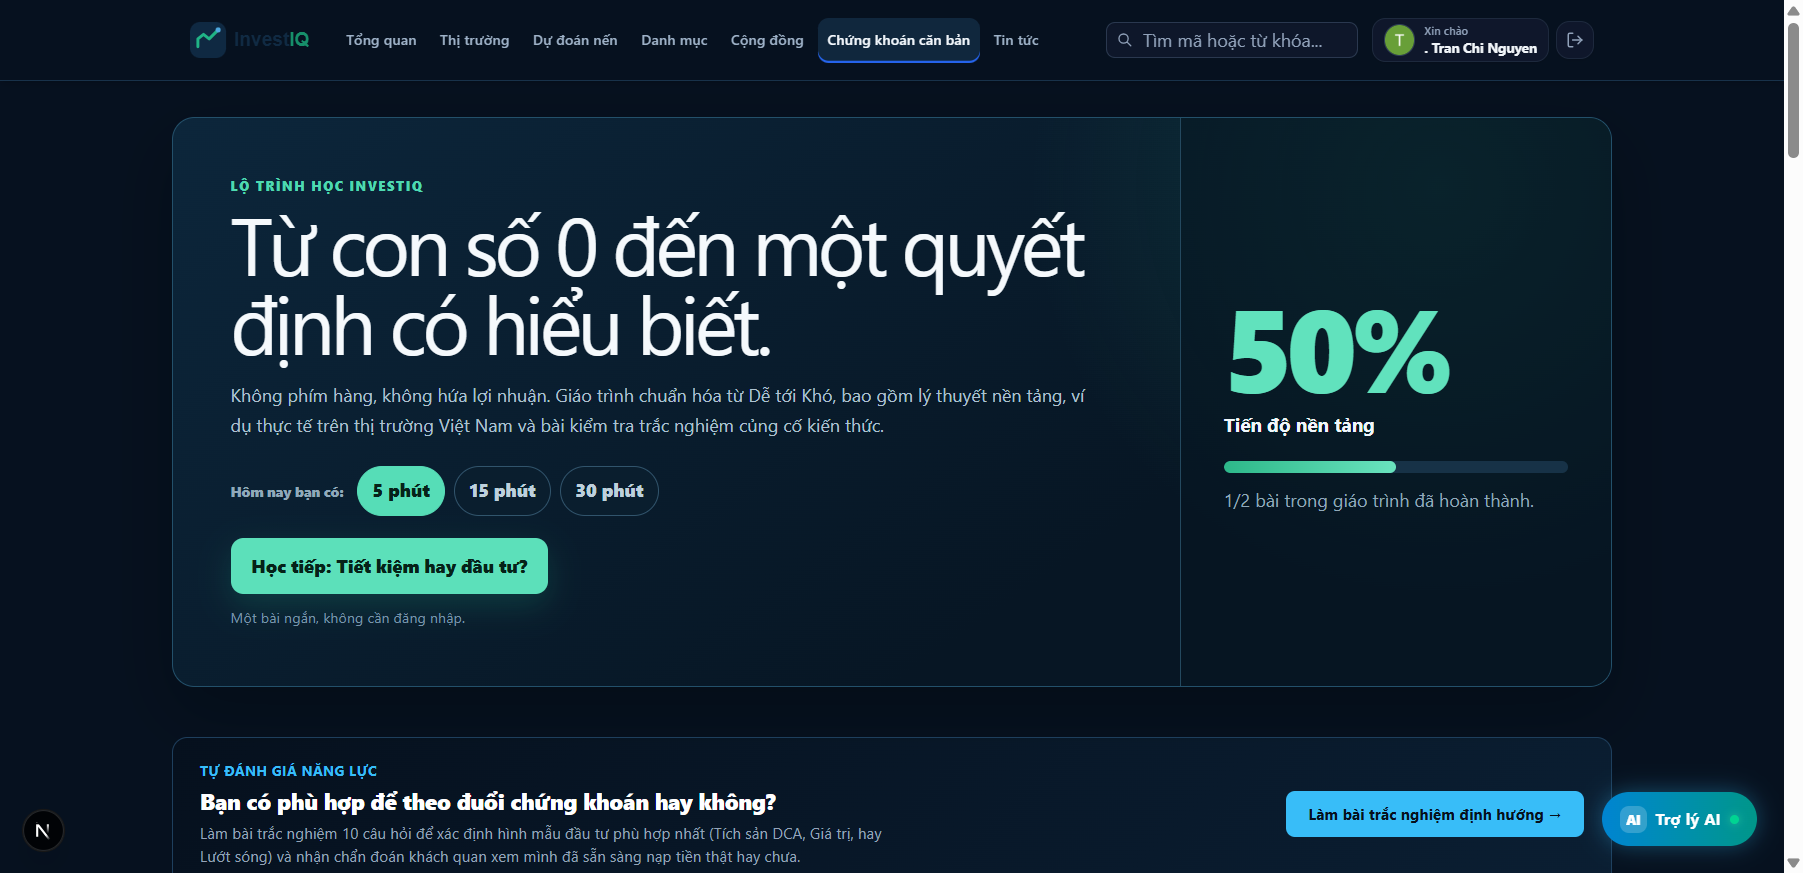 InvestIQ
Tổng quan
Thị trường
Dự đoán nến
Danh mục
Cộng đồng
Chứng khoán căn bản
Tin tức
Tìm mã hoặc từ khóa...
T
Xin chào
. Tran Chi Nguyen
LỘ TRÌNH HỌC INVESTIQ
Từ con số 0 đến một quyết
định có hiểu biết.
Không phím hàng, không hứa lợi nhuận. Giáo trình chuẩn hóa từ Dễ tới Khó, bao gồm lý thuyết nền tảng, ví
dụ thực tế trên thị trường Việt Nam và bài kiểm tra trắc nghiệm củng cố kiến thức.
Hôm nay bạn có:
5 phút
15 phút
30 phút
Học tiếp: Tiết kiệm hay đầu tư?
Một bài ngắn, không cần đăng nhập.
50%
Tiến độ nền tảng
1/2 bài trong giáo trình đã hoàn thành.
TỰ ĐÁNH GIÁ NĂNG LỰC
Bạn có phù hợp để theo đuổi chứng khoán hay không?
Làm bài trắc nghiệm 10 câu hỏi để xác định hình mẫu đầu tư phù hợp nhất (Tích sản DCA, Giá trị, hay
Lướt sóng) và nhận chẩn đoán khách quan xem mình đã sẵn sàng nạp tiền thật hay chưa.
Làm bài trắc nghiệm định hướng →
AI Trợ lý AI
N